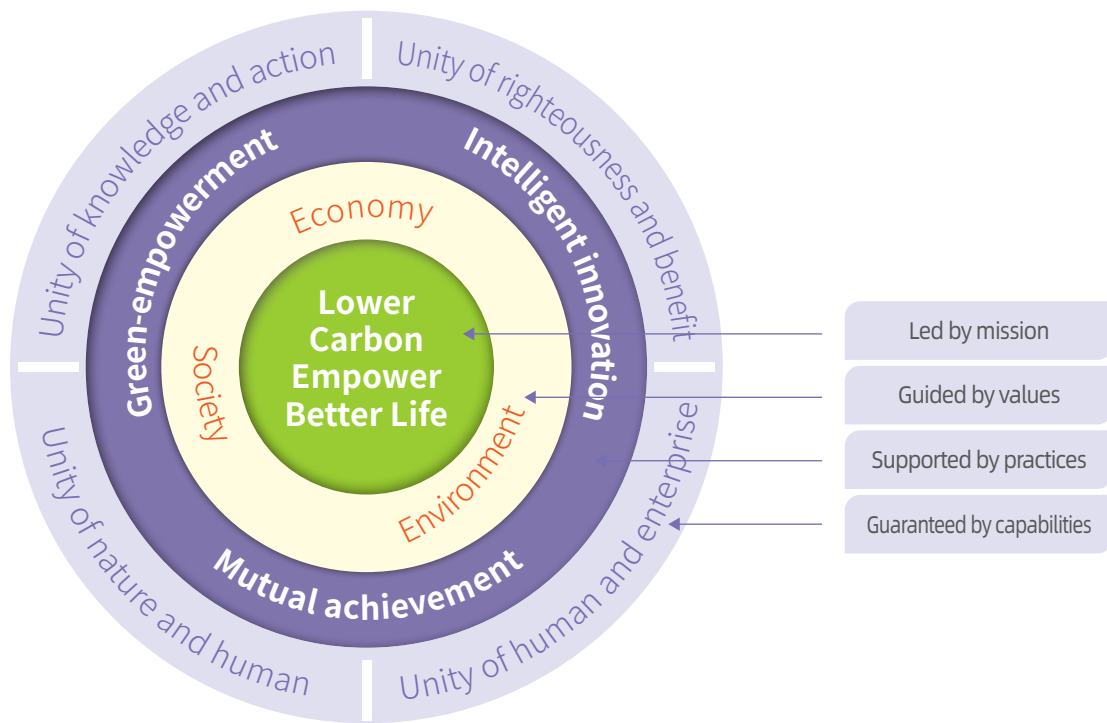 Unity of knowledge and action
Unity of righteousness and benefit
Green-empowerment
Intelligent innovation
Economy
Lower
Carbon
Empower
Better Life
Society
Environment
Mutual achievement
Unity of nature and human
Unity of human and enterprise
Led by mission
Guided by values
Supported by practices
Guaranteed by capabilities